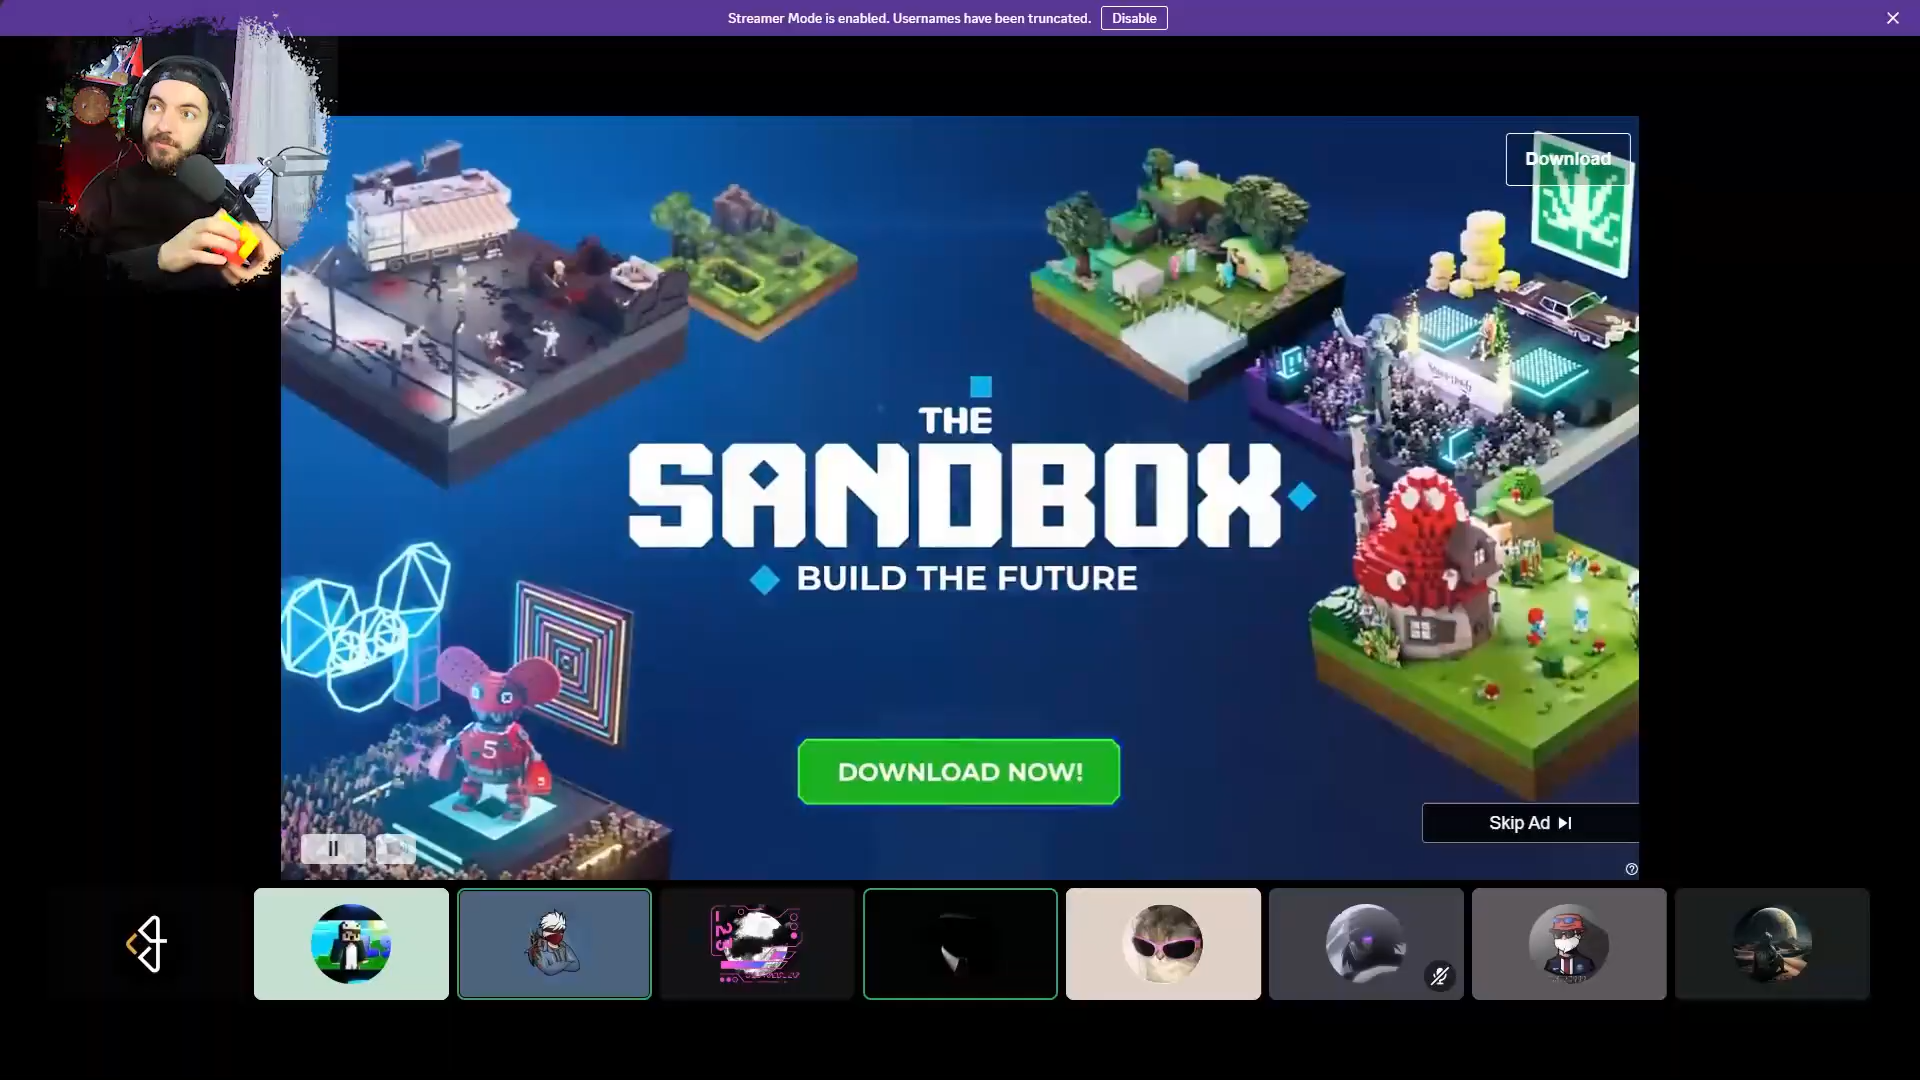 Streamer Mode is enabled. Usernames have been truncated. Disable
Download
THE
SANDBOX
BUILD THE FUTURE
5
DOWNLOAD NOW!
Skip Ad